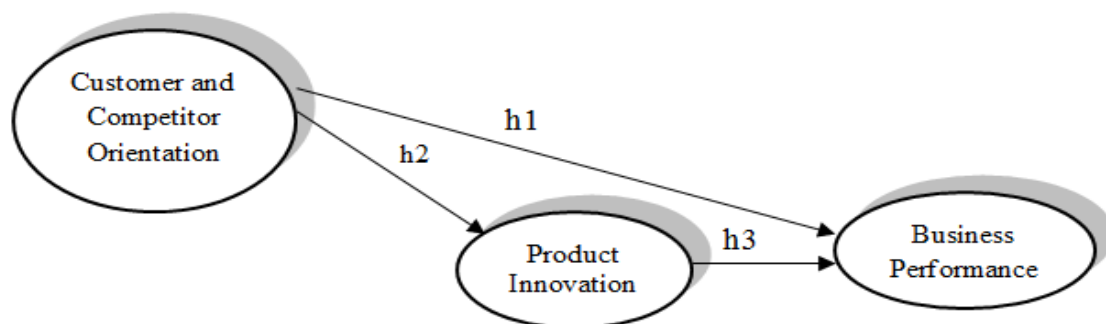 Customer and
Competitor
Orientation
h1
h2
Product
Innovation
h3
Business
Performance